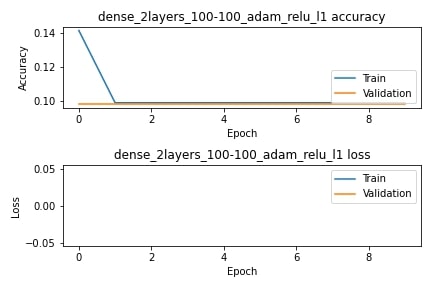 dense_2layers_100-100_adam_relu_l1 accuracy
0.14
0.12
0.10
Accuracy
Train
Validation
0 2 4 6 8
Epoch
dense_2layers_100-100_adam_relu_l1 loss
0.05
0.00
−0.05
Loss
Train
Validation
0 2 4 6 8
Epoch